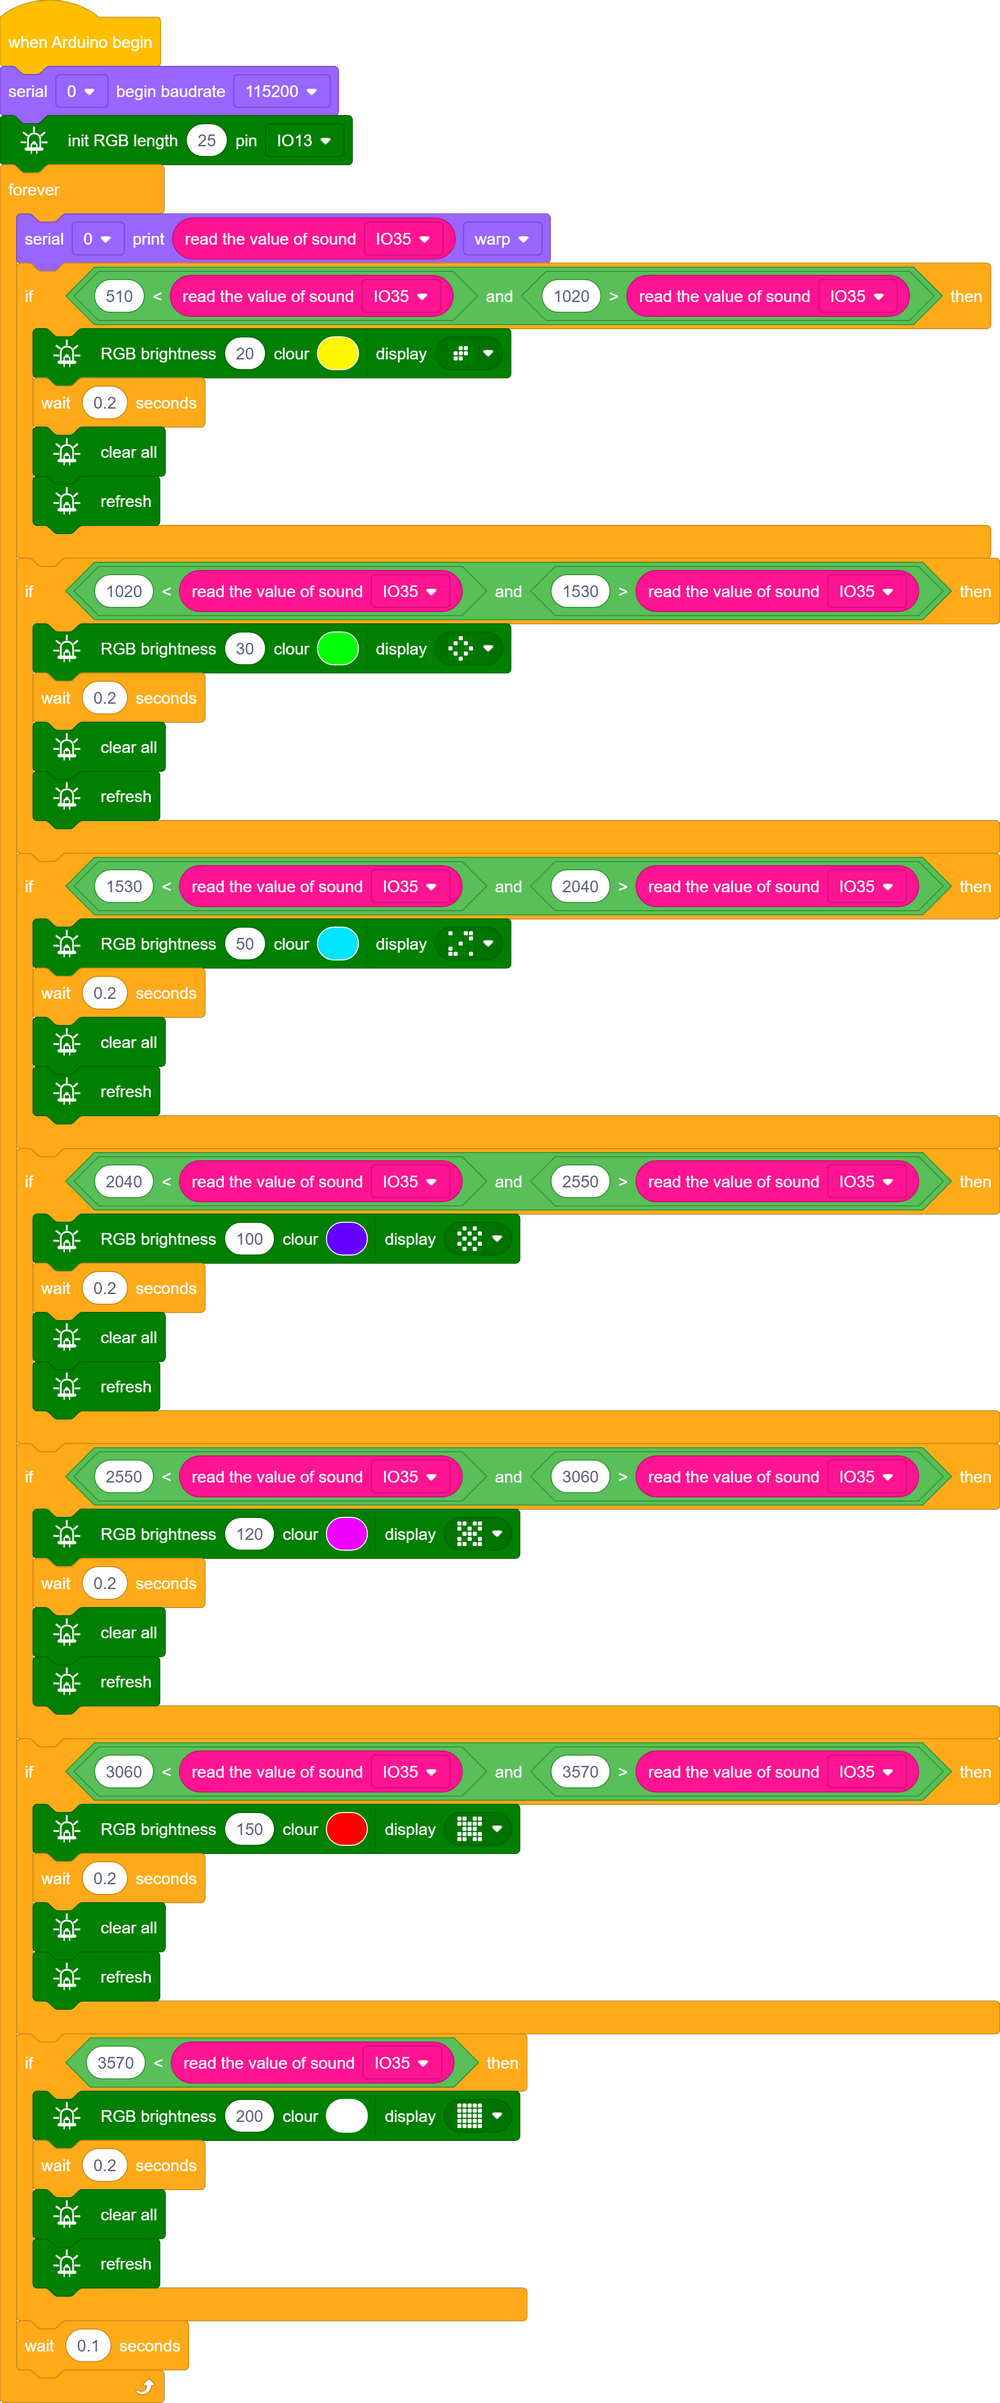 when Arduino begin
serial 0 begin baudrate 115200
init RGB length 25 pin IO13
forever
serial 0 print read the value of sound IO35 warp
if 510 < read the value of sound IO35 and 1020 > read the value of sound IO35 then
RGB brightness 20 clour display
wait 0.2 seconds
clear all
refresh
if 1020 < read the value of sound IO35 and 1530 > read the value of sound IO35 then
RGB brightness 30 clour display
wait 0.2 seconds
clear all
refresh
if 1530 < read the value of sound IO35 and 2040 > read the value of sound IO35 then
RGB brightness 50 clour display
wait 0.2 seconds
clear all
refresh
if 2040 < read the value of sound IO35 and 2550 > read the value of sound IO35 then
RGB brightness 100 clour display
wait 0.2 seconds
clear all
refresh
if 2550 < read the value of sound IO35 and 3060 > read the value of sound IO35 then
RGB brightness 120 clour display
wait 0.2 seconds
clear all
refresh
if 3060 < read the value of sound IO35 and 3570 > read the value of sound IO35 then
RGB brightness 150 clour display
wait 0.2 seconds
clear all
refresh
if 3570 < read the value of sound IO35 then
RGB brightness 200 clour display
wait 0.2 seconds
clear all
refresh
wait 0.1 seconds